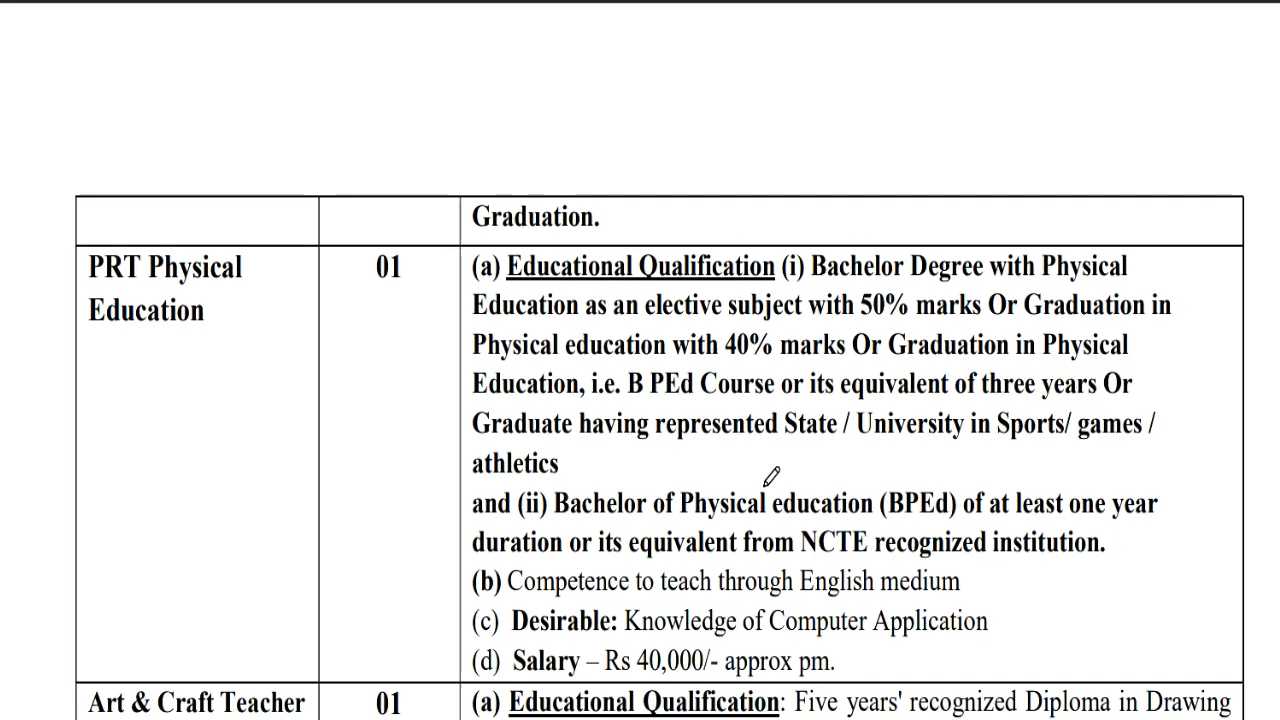 Graduation.
PRT Physical
Education
01
(a) Educational Qualification (i) Bachelor Degree with Physical
Education as an elective subject with 50% marks Or Graduation in
Physical education with 40% marks Or Graduation in Physical
Education, i.e. B PEd Course or its equivalent of three years Or
Graduate having represented State / University in Sports/ games /
athletics
and (ii) Bachelor of Physical education (BPEd) of at least one year
duration or its equivalent from NCTE recognized institution.
(b) Competence to teach through English medium
(c) Desirable: Knowledge of Computer Application
(d) Salary – Rs 40,000/- approx pm.
Art & Craft Teacher
01
(a) Educational Qualification: Five years' recognized Diploma in Drawing